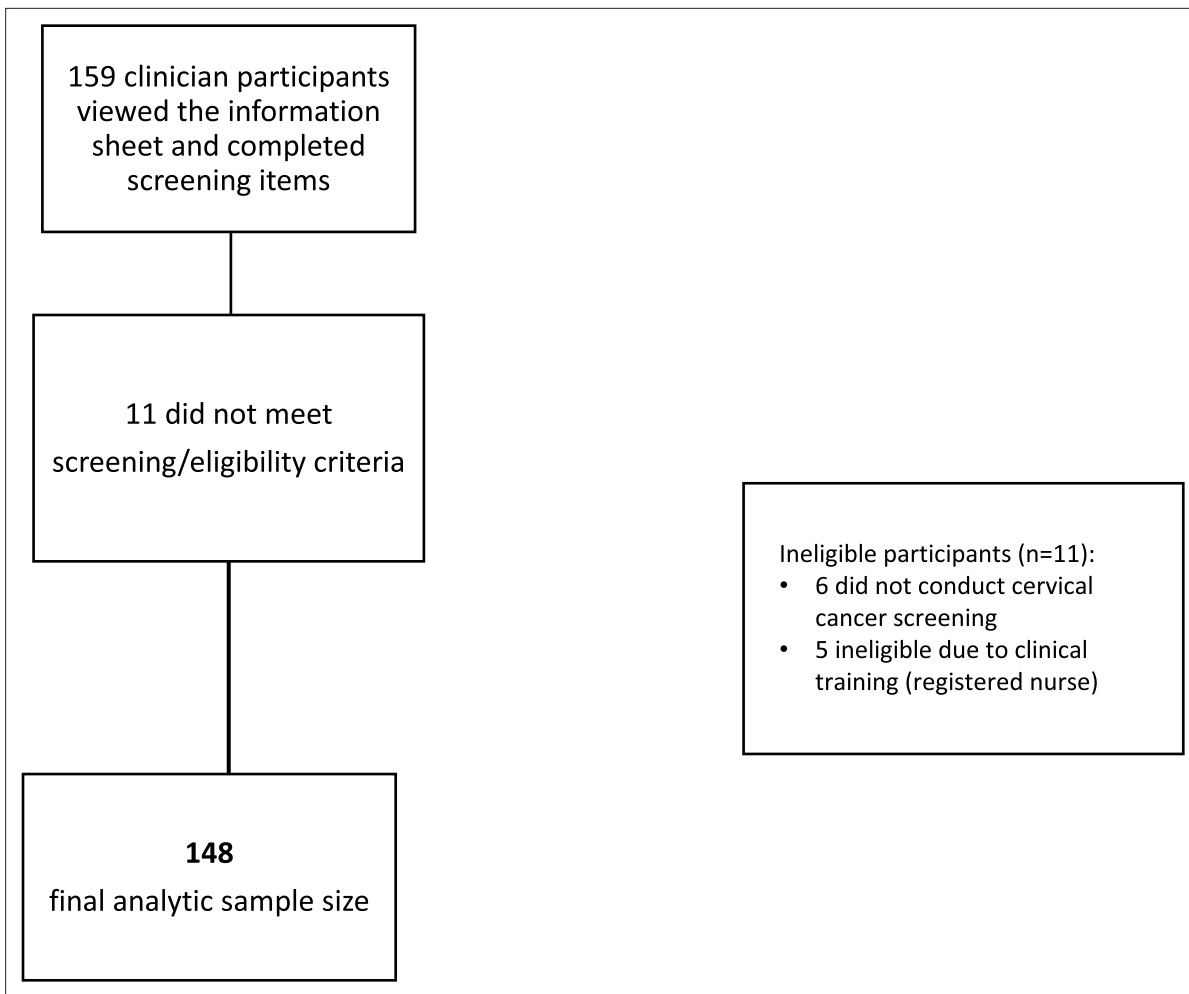 159 clinician participants
viewed the information
sheet and completed
screening items
11 did not meet
screening/eligibility criteria
Ineligible participants (n=11):
• 6 did not conduct cervical
cancer screening
• 5 ineligible due to clinical
training (registered nurse)
148
final analytic sample size